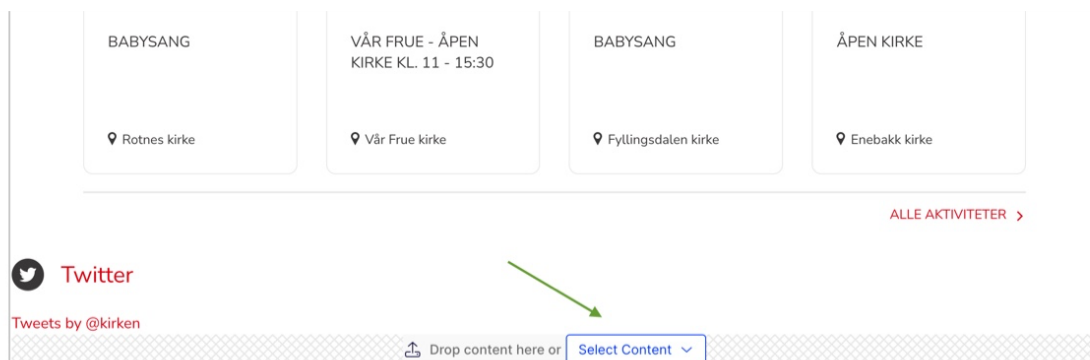 BABYSANG
VÅR FRUE - ÅPEN
KIRKE KL. 11 - 15:30
BABYSANG
ÅPEN KIRKE
Rotnes kirke
Vår Frue kirke
Fyllingsdalen kirke
Enebakk kirke
ALLE AKTIVITETER
Twitter
Tweets by @kirken
Drop content here or Select Content